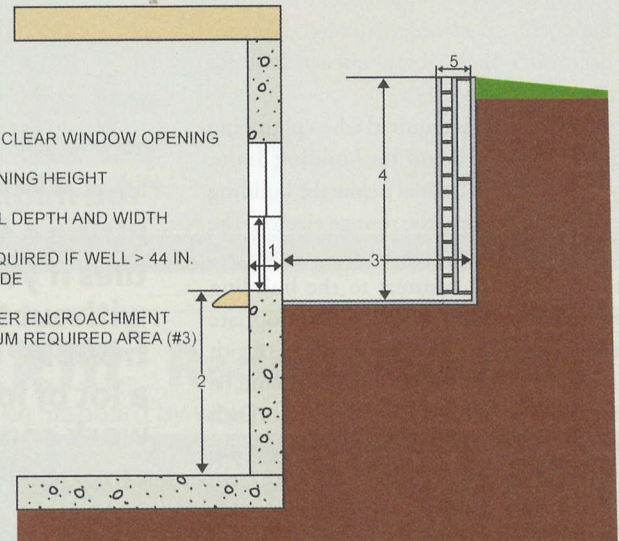 CLEAR WINDOW OPENING
NING HEIGHT
L DEPTH AND WIDTH
QUIRED IF WELL > 44 IN.
DE
ER ENCROACHMENT
UM REQUIRED AREA (#3)
5
4
1
3
2